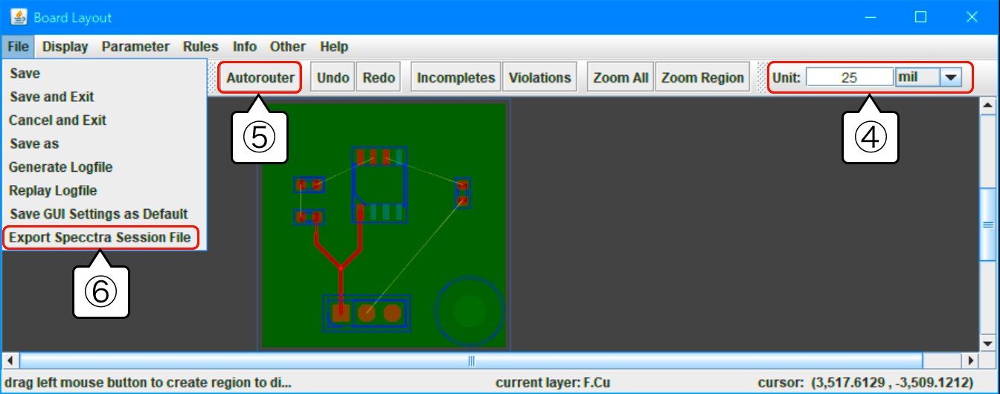 Board Layout
File Display Parameter Rules Info Other Help
Autorouter Undo Redo Incompletes Violations Zoom All Zoom Region Unit: 25 mil
Save
Save and Exit
Cancel and Exit
Save as
Generate Logfile
Replay Logfile
Save GUI Settings as Default
Export Specctra Session File
⑤
④
⑥
drag left mouse button to create region to di... current layer: F.Cu cursor: (3,517.6129 , -3,509.1212)